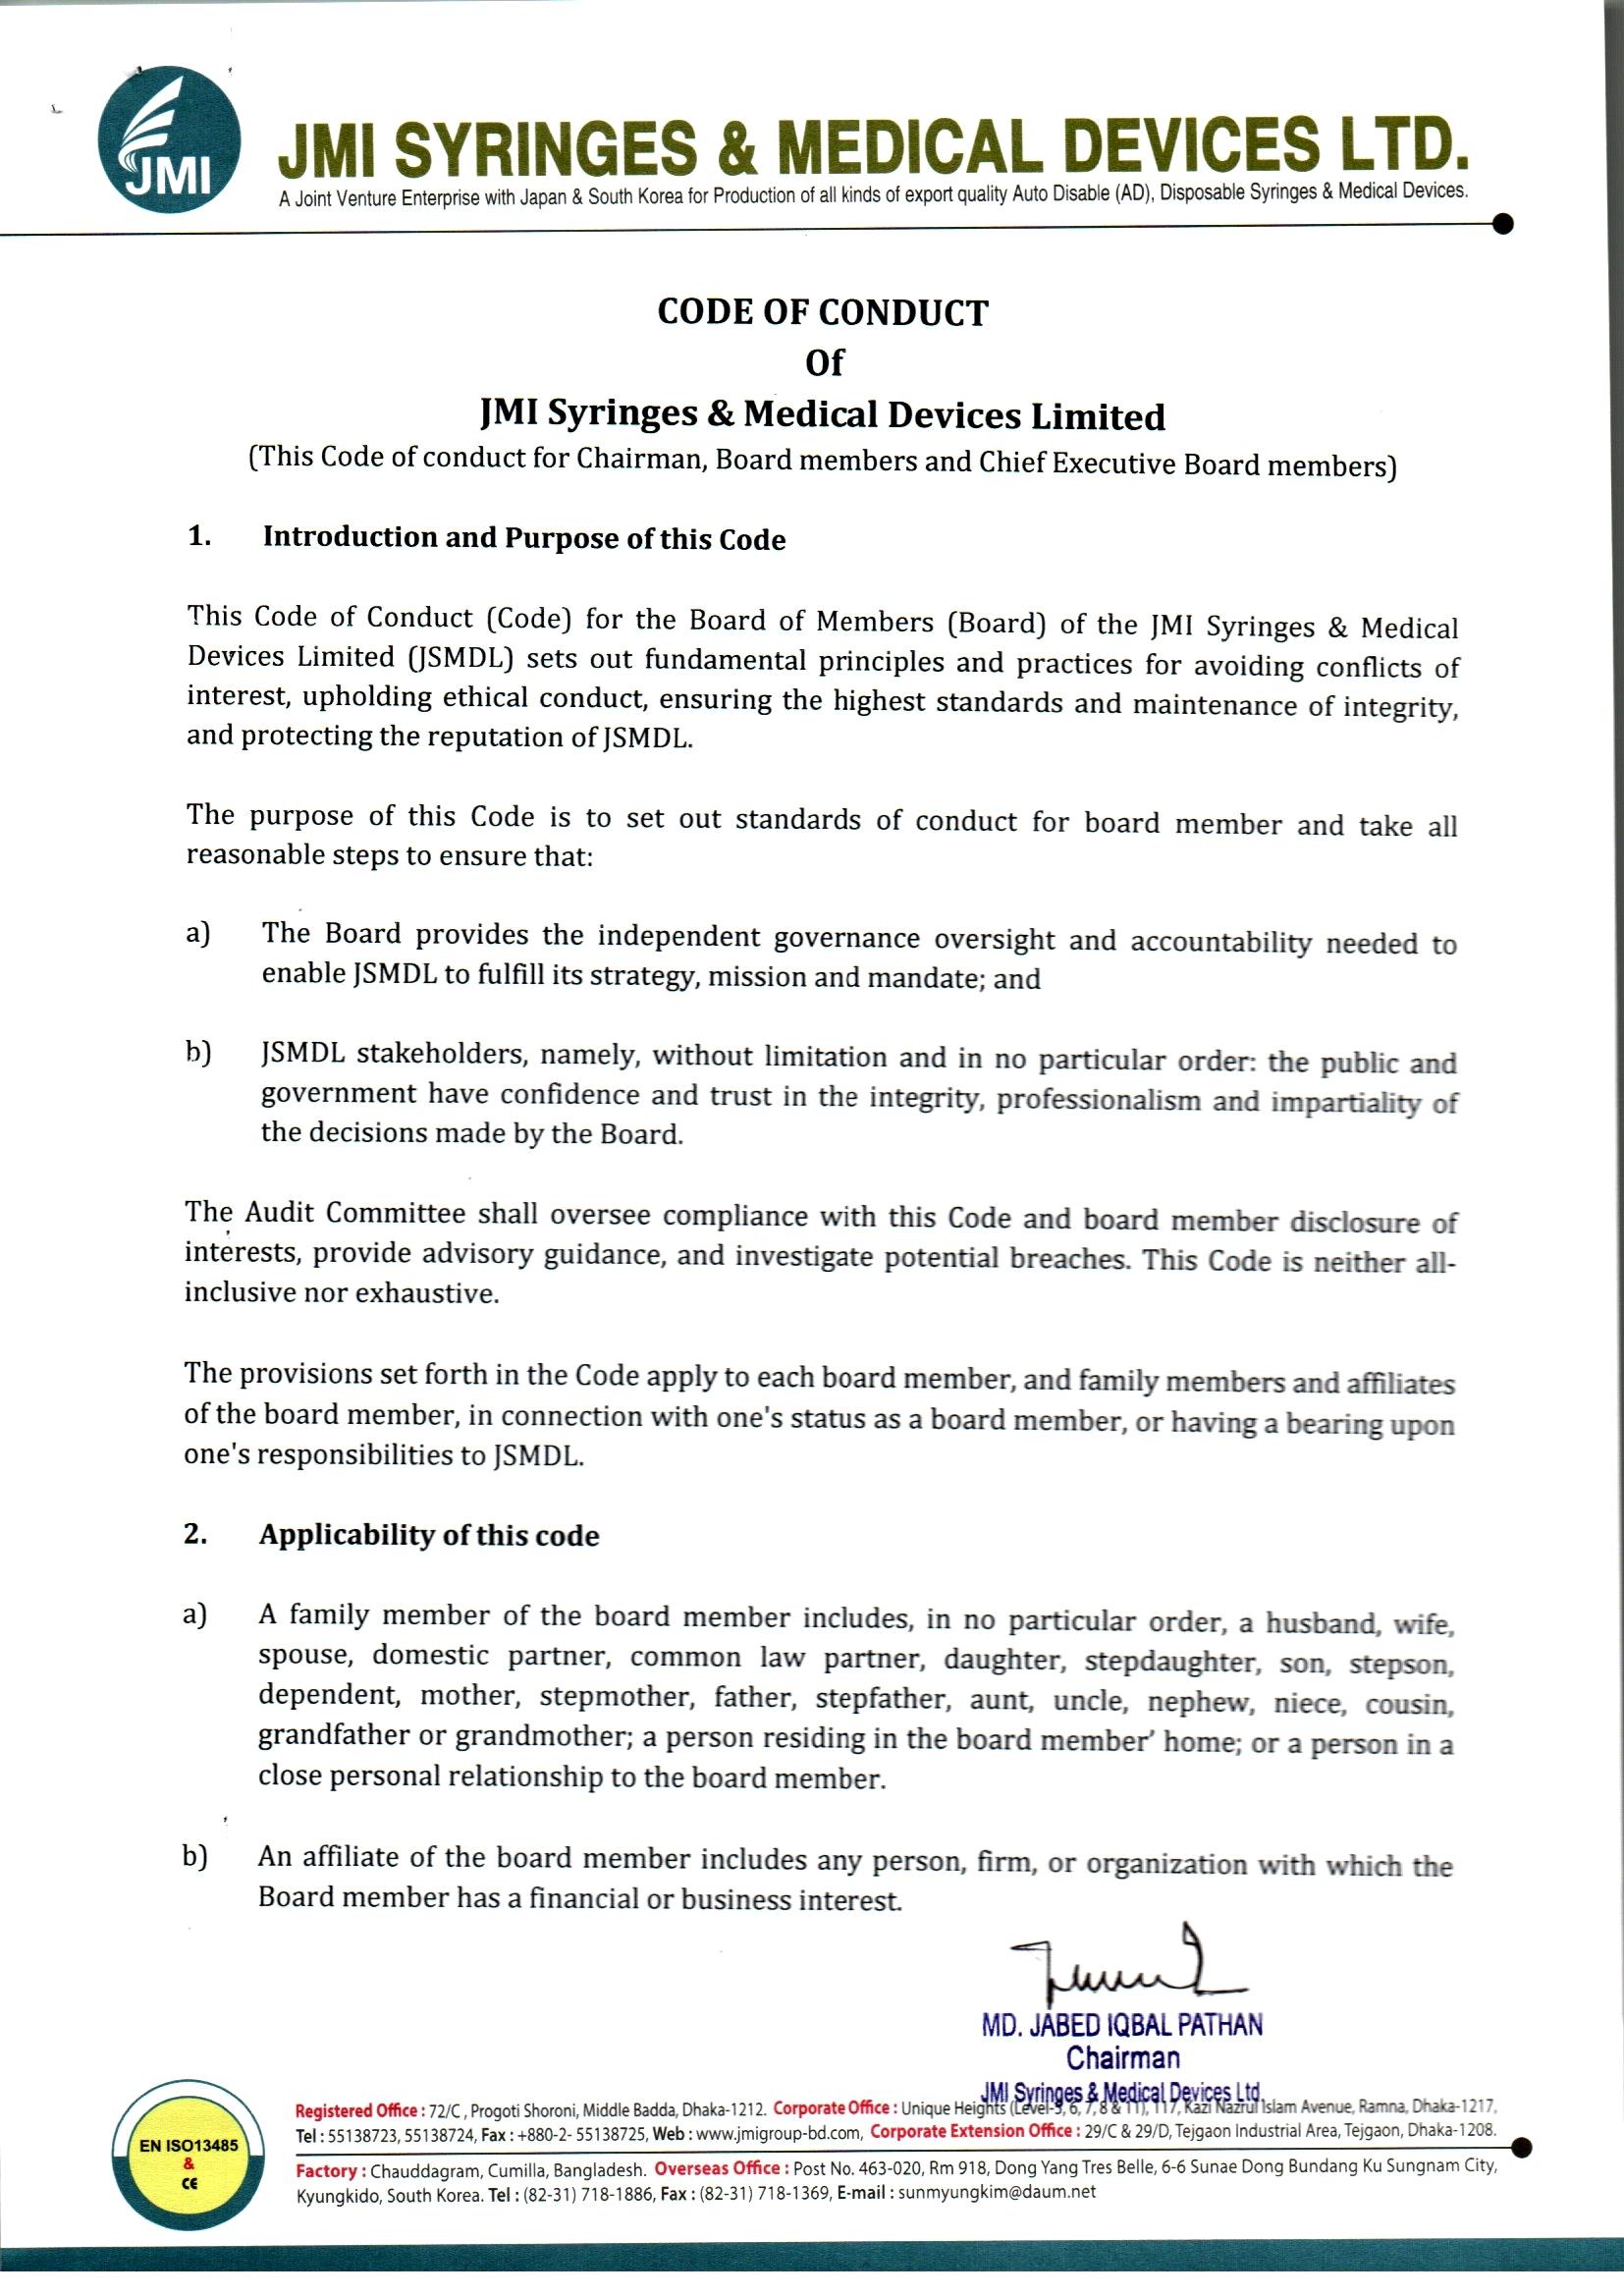 JMI
JMI SYRINGES & MEDICAL DEVICES LTD.
A Joint Venture Enterprise with Japan & South Korea for Production of all kinds of export quality Auto Disable (AD), Disposable Syringes & Medical Devices.
CODE OF CONDUCT
Of
JMI Syringes & Medical Devices Limited
(This Code of conduct for Chairman, Board members and Chief Executive Board members)
1. Introduction and Purpose of this Code
This Code of Conduct (Code) for the Board of Members (Board) of the JMI Syringes & Medical
Devices Limited (JSMDL) sets out fundamental principles and practices for avoiding conflicts of
interest, upholding ethical conduct, ensuring the highest standards and maintenance of integrity,
and protecting the reputation of JSMDL.
The purpose of this Code is to set out standards of conduct for board member and take all
reasonable steps to ensure that:
a) The Board provides the independent governance oversight and accountability needed to
enable JSMDL to fulfill its strategy, mission and mandate; and
b) JSMDL stakeholders, namely, without limitation and in no particular order: the public and
government have confidence and trust in the integrity, professionalism and impartiality of
the decisions made by the Board.
The Audit Committee shall oversee compliance with this Code and board member disclosure of
interests, provide advisory guidance, and investigate potential breaches. This Code is neither all-
inclusive nor exhaustive.
The provisions set forth in the Code apply to each board member, and family members and affiliates
of the board member, in connection with one's status as a board member, or having a bearing upon
one's responsibilities to JSMDL.
2. Applicability of this code
a) A family member of the board member includes, in no particular order, a husband, wife,
spouse, domestic partner, common law partner, daughter, stepdaughter, son, stepson,
dependent, mother, stepmother, father, stepfather, aunt, uncle, nephew, niece, cousin,
grandfather or grandmother; a person residing in the board member’ home; or a person in a
close personal relationship to the board member.
b) An affiliate of the board member includes any person, firm, or organization with which the
Board member has a financial or business interest.
MD. JABED IQBAL PATHAN
Chairman
JMI Syringes & Medical Devices Ltd.
EN ISO13485
&
CE
Registered Office : 72/C , Progoti Shoroni, Middle Badda, Dhaka-1212. Corporate Office : Unique Heights (Level-5, 6, 7, 8 & 11), 117, Kazi Nazrul Islam Avenue, Ramna, Dhaka-1217,
Tel : 55138723, 55138724, Fax : +880-2- 55138725, Web : www.jmigroup-bd.com, Corporate Extension Office : 29/C & 29/D, Tejgaon Industrial Area, Tejgaon, Dhaka-1208.
Factory : Chauddagram, Cumilla, Bangladesh. Overseas Office : Post No. 463-020, Rm 918, Dong Yang Tres Belle, 6-6 Sunae Dong Bundang Ku Sungnam City,
Kyungkido, South Korea. Tel : (82-31) 718-1886, Fax : (82-31) 718-1369, E-mail : sunmyungkim@daum.net